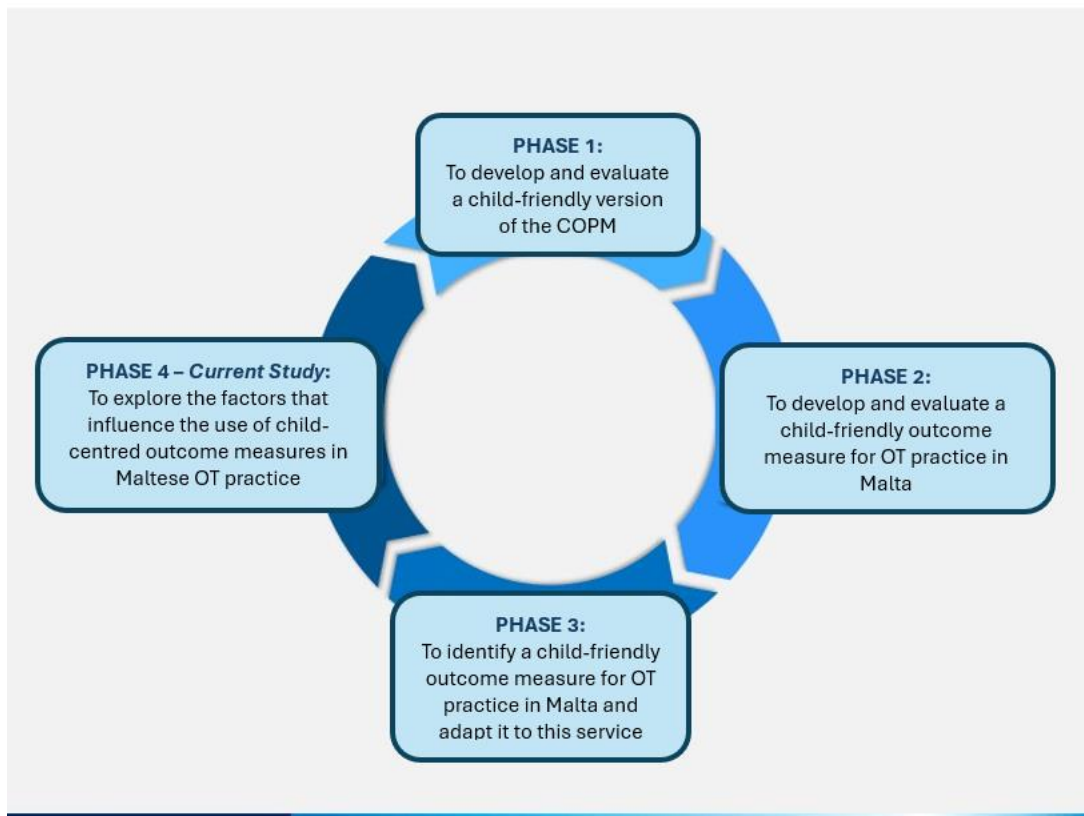 PHASE 1:
To develop and evaluate
a child-friendly version
of the COPM
PHASE 2:
To develop and evaluate a
child-friendly outcome
measure for OT practice in
Malta
PHASE 3:
To identify a child-friendly
outcome measure for OT
practice in Malta and
adapt it to this service
PHASE 4 – Current Study:
To explore the factors that
influence the use of child-
centred outcome measures in
Maltese OT practice